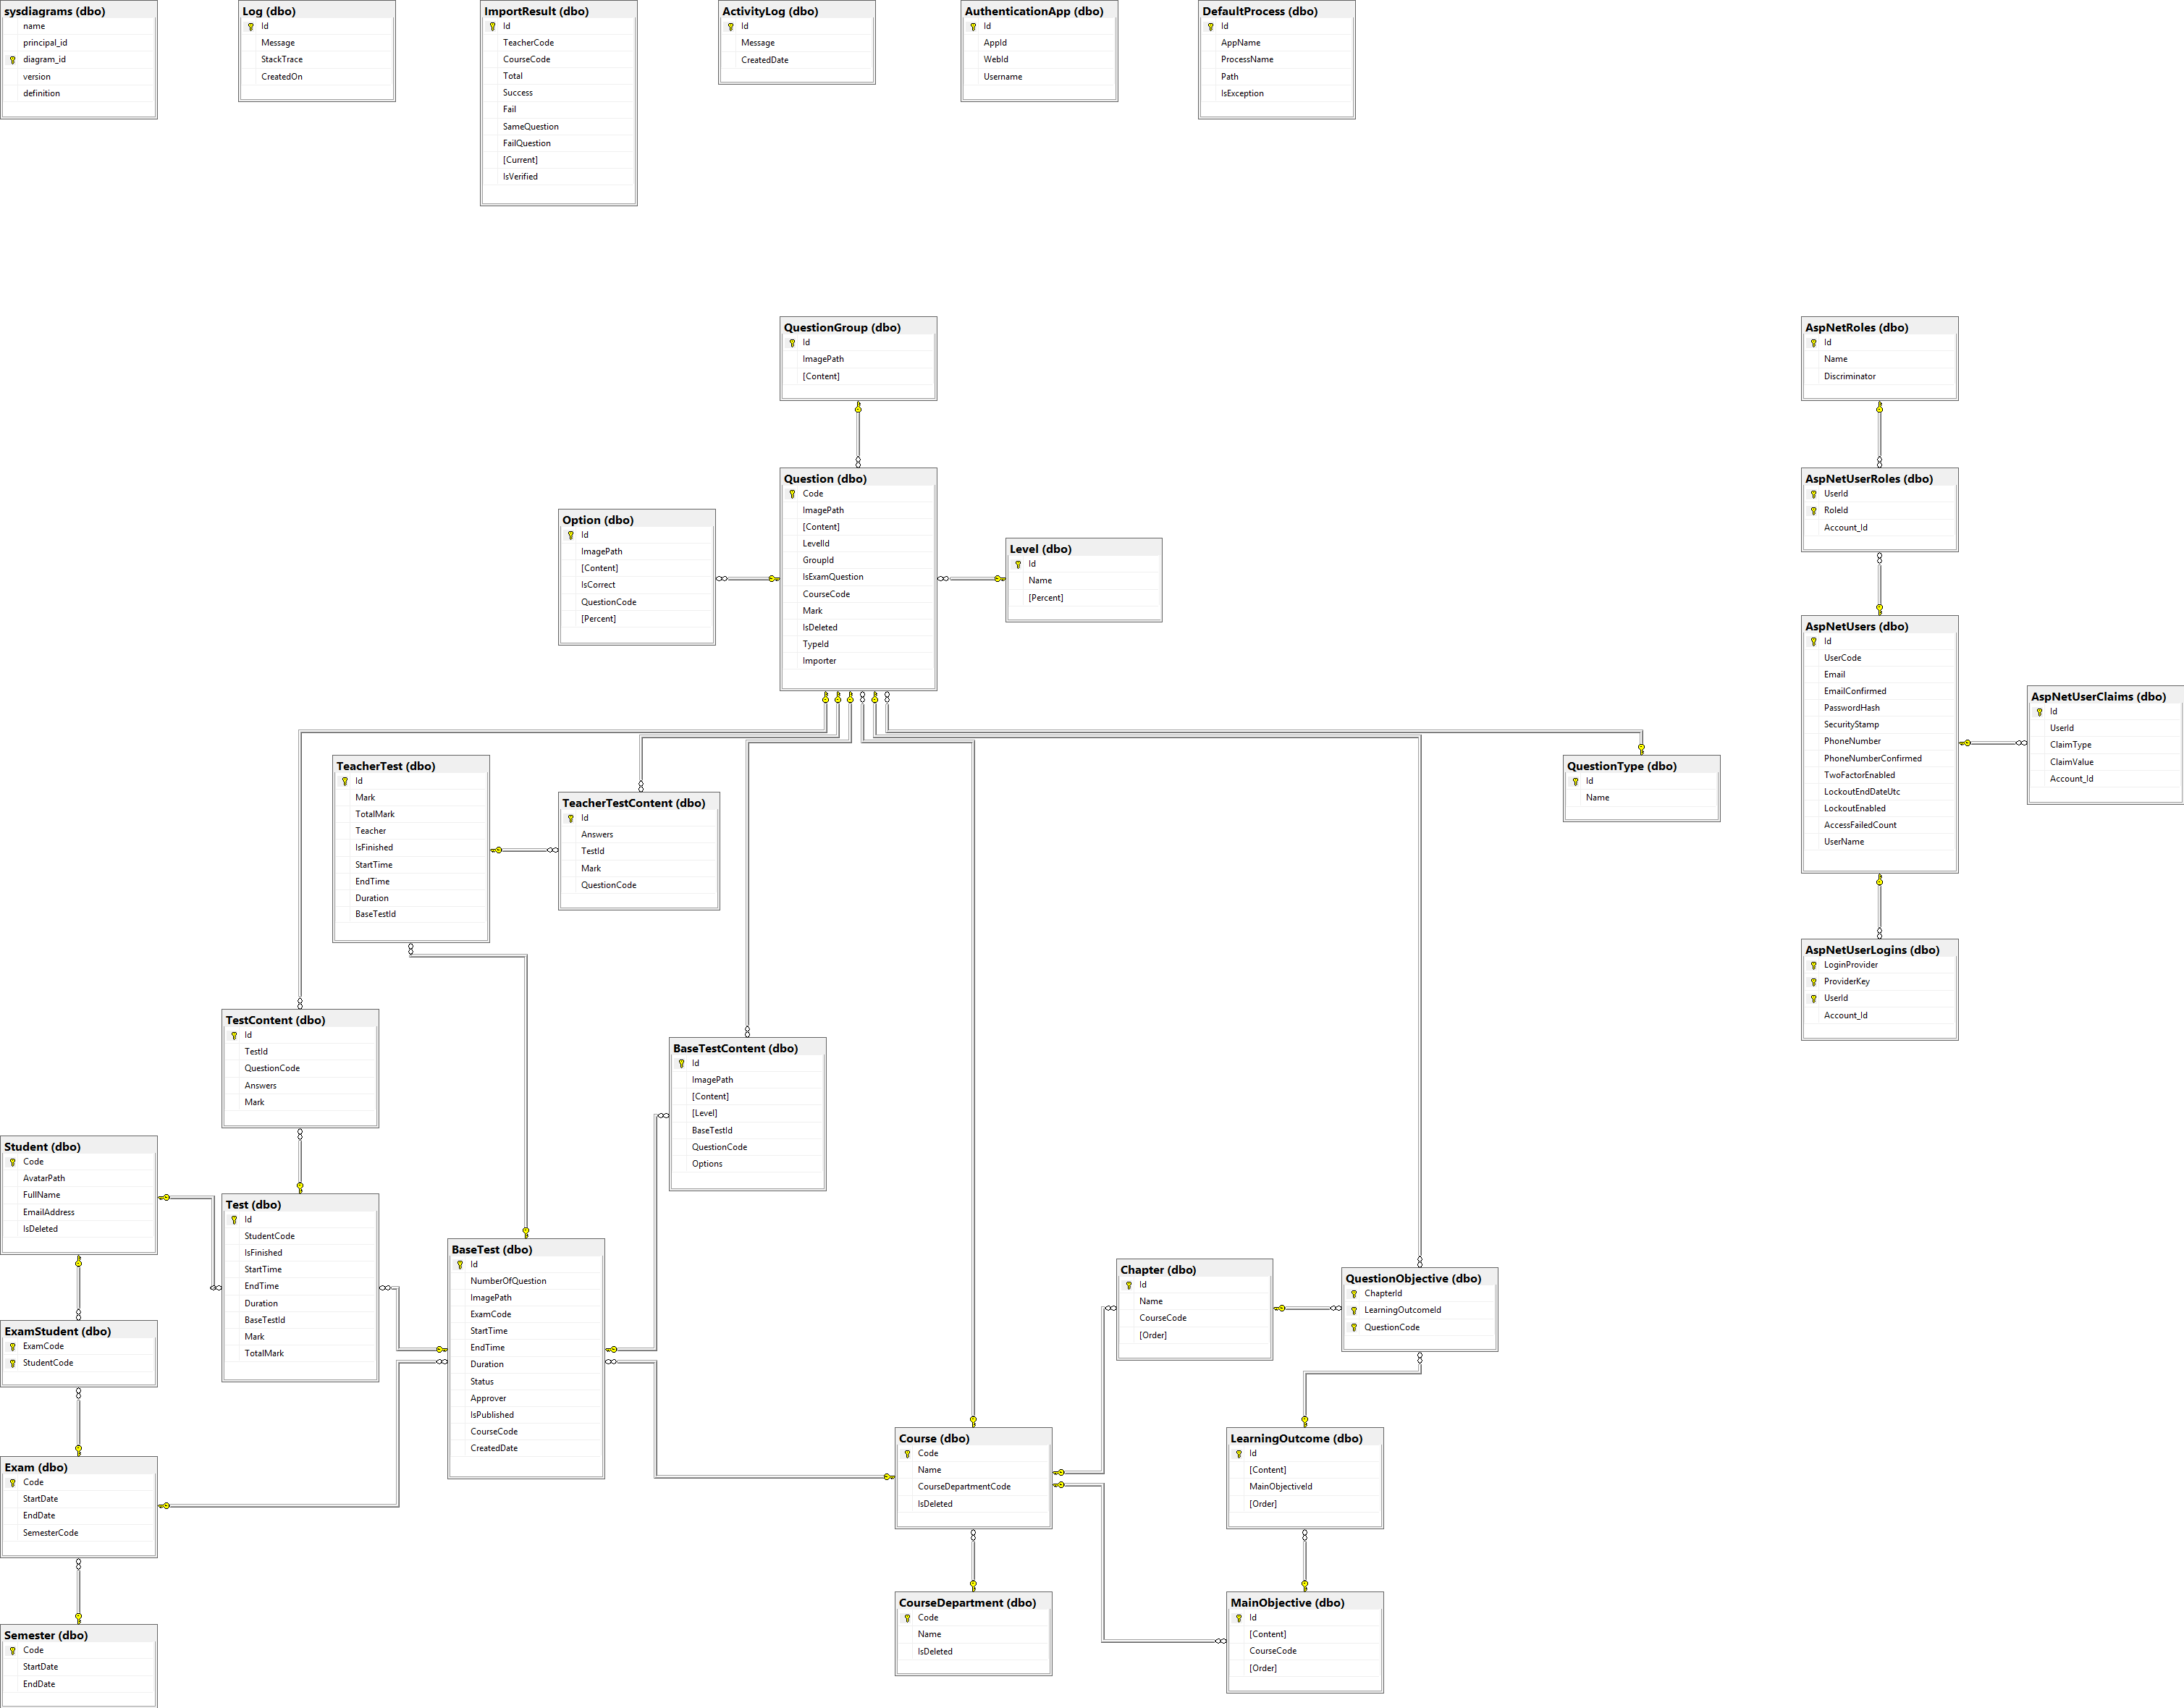 sysdiagrams (dbo)
name
principal_id
diagram_id
version
definition
Log (dbo)
Id
Message
StackTrace
CreatedOn
ImportResult (dbo)
Id
TeacherCode
CourseCode
Total
Success
Fail
SameQuestion
FailQuestion
[Current]
IsVerified
ActivityLog (dbo)
Id
Message
CreatedDate
AuthenticationApp (dbo)
Id
AppId
WebId
Username
DefaultProcess (dbo)
Id
AppName
ProcessName
Path
IsException
QuestionGroup (dbo)
Id
ImagePath
[Content]
AspNetRoles (dbo)
Id
Name
Discriminator
Question (dbo)
Code
ImagePath
[Content]
LevelId
GroupId
IsExamQuestion
CourseCode
Mark
IsDeleted
TypeId
Importer
AspNetUserRoles (dbo)
UserId
RoleId
Account_Id
Option (dbo)
Id
ImagePath
[Content]
IsCorrect
QuestionCode
[Percent]
Level (dbo)
Id
Name
[Percent]
AspNetUsers (dbo)
Id
UserCode
Email
EmailConfirmed
PasswordHash
SecurityStamp
PhoneNumber
PhoneNumberConfirmed
TwoFactorEnabled
LockoutEndDateUtc
LockoutEnabled
AccessFailedCount
UserName
AspNetUserClaims (dbo)
Id
UserId
ClaimType
ClaimValue
Account_Id
TeacherTest (dbo)
Id
Mark
TotalMark
Teacher
IsFinished
StartTime
EndTime
Duration
BaseTestId
TeacherTestContent (dbo)
Id
Answers
TestId
Mark
QuestionCode
QuestionType (dbo)
Id
Name
AspNetUserLogins (dbo)
LoginProvider
ProviderKey
UserId
Account_Id
TestContent (dbo)
Id
TestId
QuestionCode
Answers
Mark
BaseTestContent (dbo)
Id
ImagePath
[Content]
[Level]
BaseTestId
QuestionCode
Options
Student (dbo)
Code
AvatarPath
FullName
EmailAddress
IsDeleted
Test (dbo)
Id
StudentCode
IsFinished
StartTime
EndTime
Duration
BaseTestId
Mark
TotalMark
BaseTest (dbo)
Id
NumberOfQuestion
ImagePath
ExamCode
StartTime
EndTime
Duration
Status
Approver
IsPublished
CourseCode
CreatedDate
Chapter (dbo)
Id
Name
CourseCode
[Order]
QuestionObjective (dbo)
ChapterId
LearningOutcomeId
QuestionCode
ExamStudent (dbo)
ExamCode
StudentCode
Course (dbo)
Code
Name
CourseDepartmentCode
IsDeleted
LearningOutcome (dbo)
Id
[Content]
MainObjectiveId
[Order]
Exam (dbo)
Code
StartDate
EndDate
SemesterCode
CourseDepartment (dbo)
Code
Name
IsDeleted
MainObjective (dbo)
Id
[Content]
CourseCode
[Order]
Semester (dbo)
Code
StartDate
EndDate